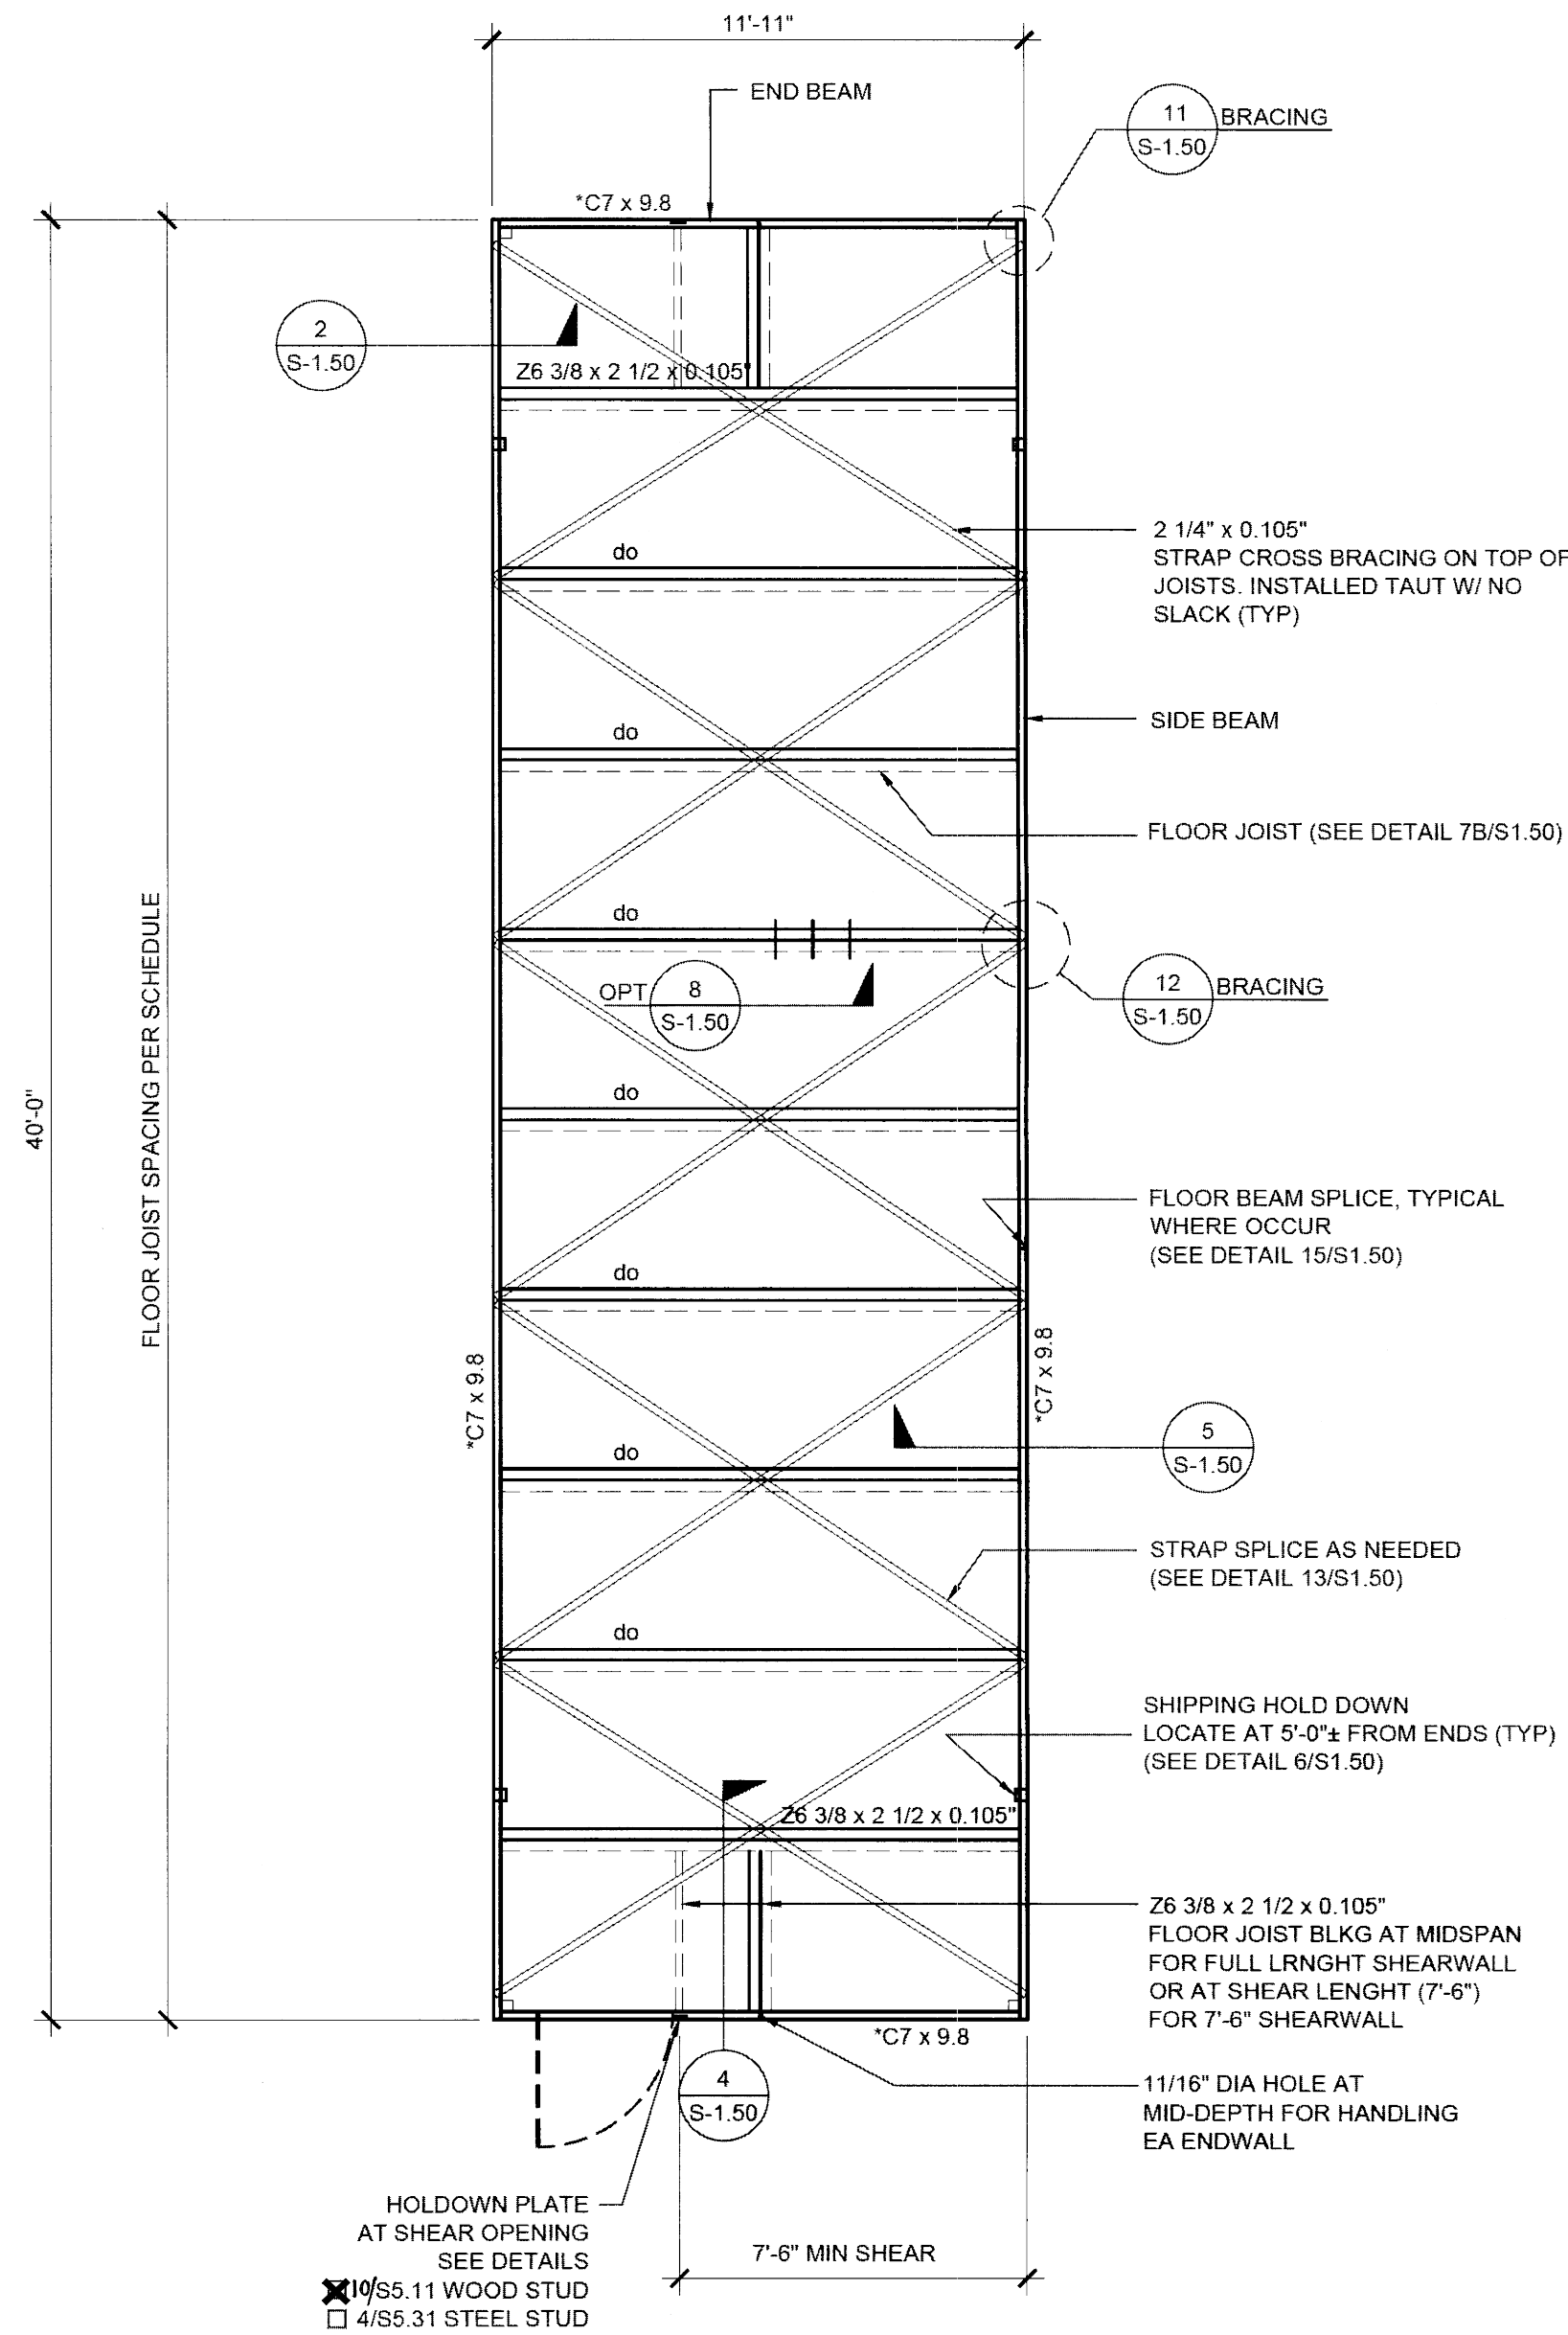 11'-11"
END BEAM
11
S-1.50
BRACING
*C7 x 9.8
2
S-1.50
Z6 3/8 x 2 1/2 x 0.105"
do
2 1/4" x 0.105"
STRAP CROSS BRACING ON TOP OF
JOISTS. INSTALLED TAUT W/ NO
SLACK (TYP)
SIDE BEAM
do
FLOOR JOIST (SEE DETAIL 7B/S1.50)
FLOOR JOIST SPACING PER SCHEDULE
40'-0"
do
OPT
8
S-1.50
12
S-1.50
BRACING
do
FLOOR BEAM SPLICE, TYPICAL
WHERE OCCUR
(SEE DETAIL 15/S1.50)
do
*C7 x 9.8
*C7 x 9.8
5
S-1.50
do
STRAP SPLICE AS NEEDED
(SEE DETAIL 13/S1.50)
do
SHIPPING HOLD DOWN
LOCATE AT 5'-0"± FROM ENDS (TYP)
(SEE DETAIL 6/S1.50)
Z6 3/8 x 2 1/2 x 0.105"
Z6 3/8 x 2 1/2 x 0.105"
FLOOR JOIST BLKG AT MIDSPAN
FOR FULL LRNGHT SHEARWALL
OR AT SHEAR LENGHT (7'-6")
FOR 7'-6" SHEARWALL
*C7 x 9.8
4
S-1.50
11/16" DIA HOLE AT
MID-DEPTH FOR HANDLING
EA ENDWALL
HOLDOWN PLATE
AT SHEAR OPENING
SEE DETAILS
10/S5.11 WOOD STUD
4/S5.31 STEEL STUD
7'-6" MIN SHEAR